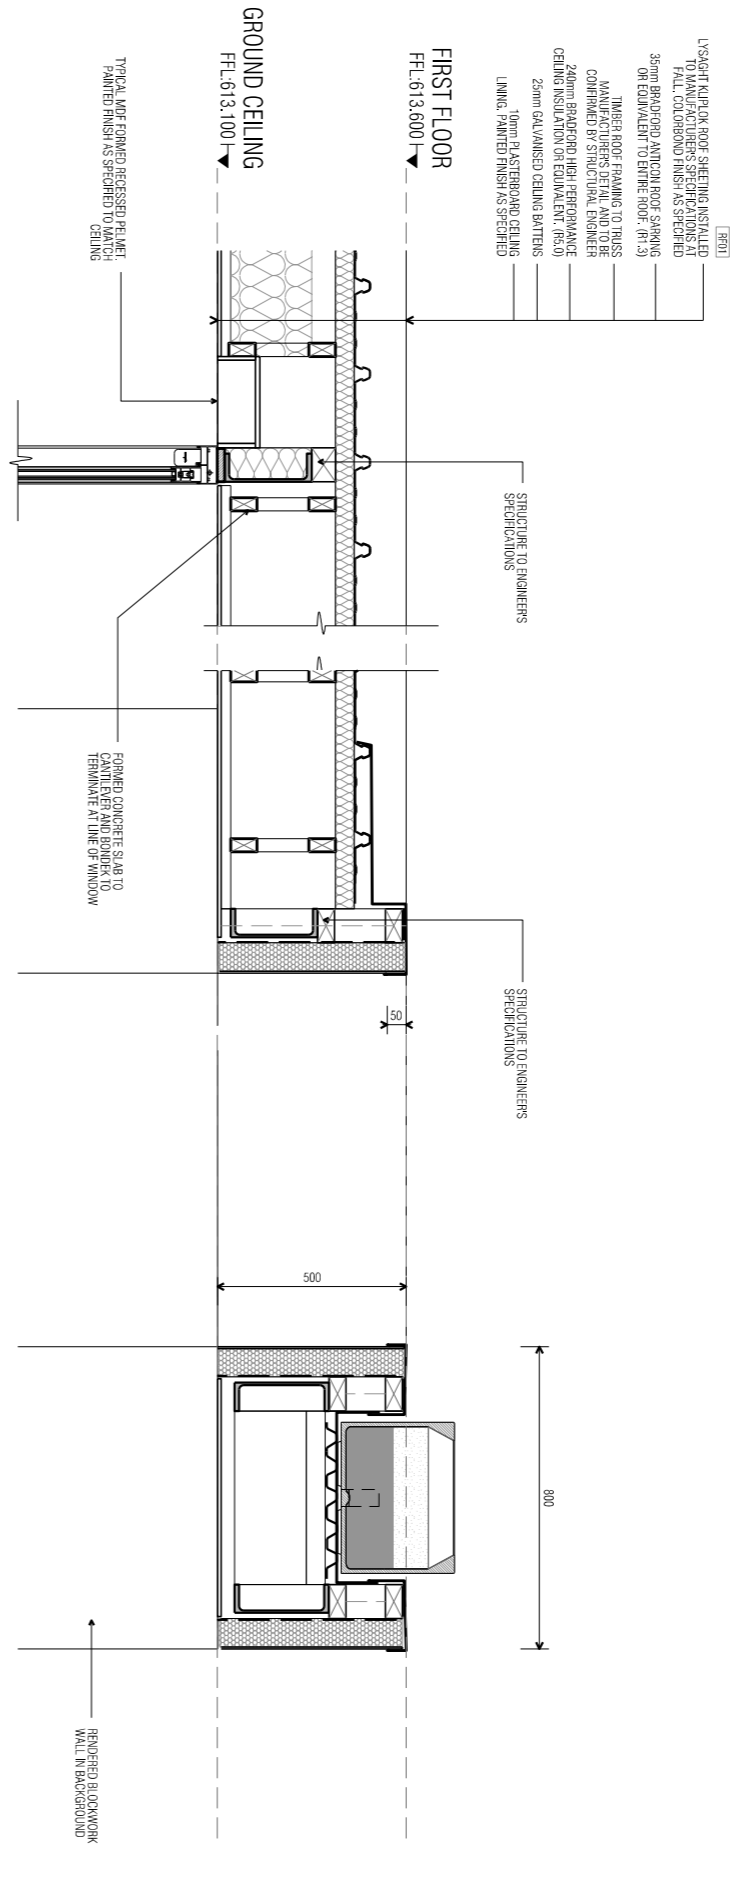 RF01
LYSAGHT KLIPLOK ROOF SHEETING INSTALLED
TO MANUFACTURER'S SPECIFICATIONS AT
FALL. COLORBOND FINISH AS SPECIFIED
35mm BRADFORD ANTICON ROOF SARKING
OR EQUIVALENT TO ENTIRE ROOF. (R1.3)
TIMBER ROOF FRAMING TO TRUSS
MANUFACTURER'S DETAIL AND TO BE
CONFIRMED BY STRUCTURAL ENGINEER
240mm BRADFORD HIGH PERFORMANCE
CEILING INSULATION OR EQUIVALENT. (R5.0)
25mm GALVANISED CEILING BATTENS
10mm PLASTERBOARD CEILING
LINING. PAINTED FINISH AS SPECIFIED
FIRST FLOOR
FFL:613.600
GROUND CEILING
FFL:613.100
TYPICAL MDF FORMED RECESSED PELMET.
PAINTED FINISH AS SPECIFIED TO MATCH
CEILING
STRUCTURE TO ENGINEER'S
SPECIFICATIONS
FORMED CONCRETE SLAB TO
CANTILEVER AND BONDEK TO
TERMINATE AT LINE OF WINDOW
STRUCTURE TO ENGINEER'S
SPECIFICATIONS
50
500
800
RENDERED BLOCKWORK
WALL IN BACKGROUND